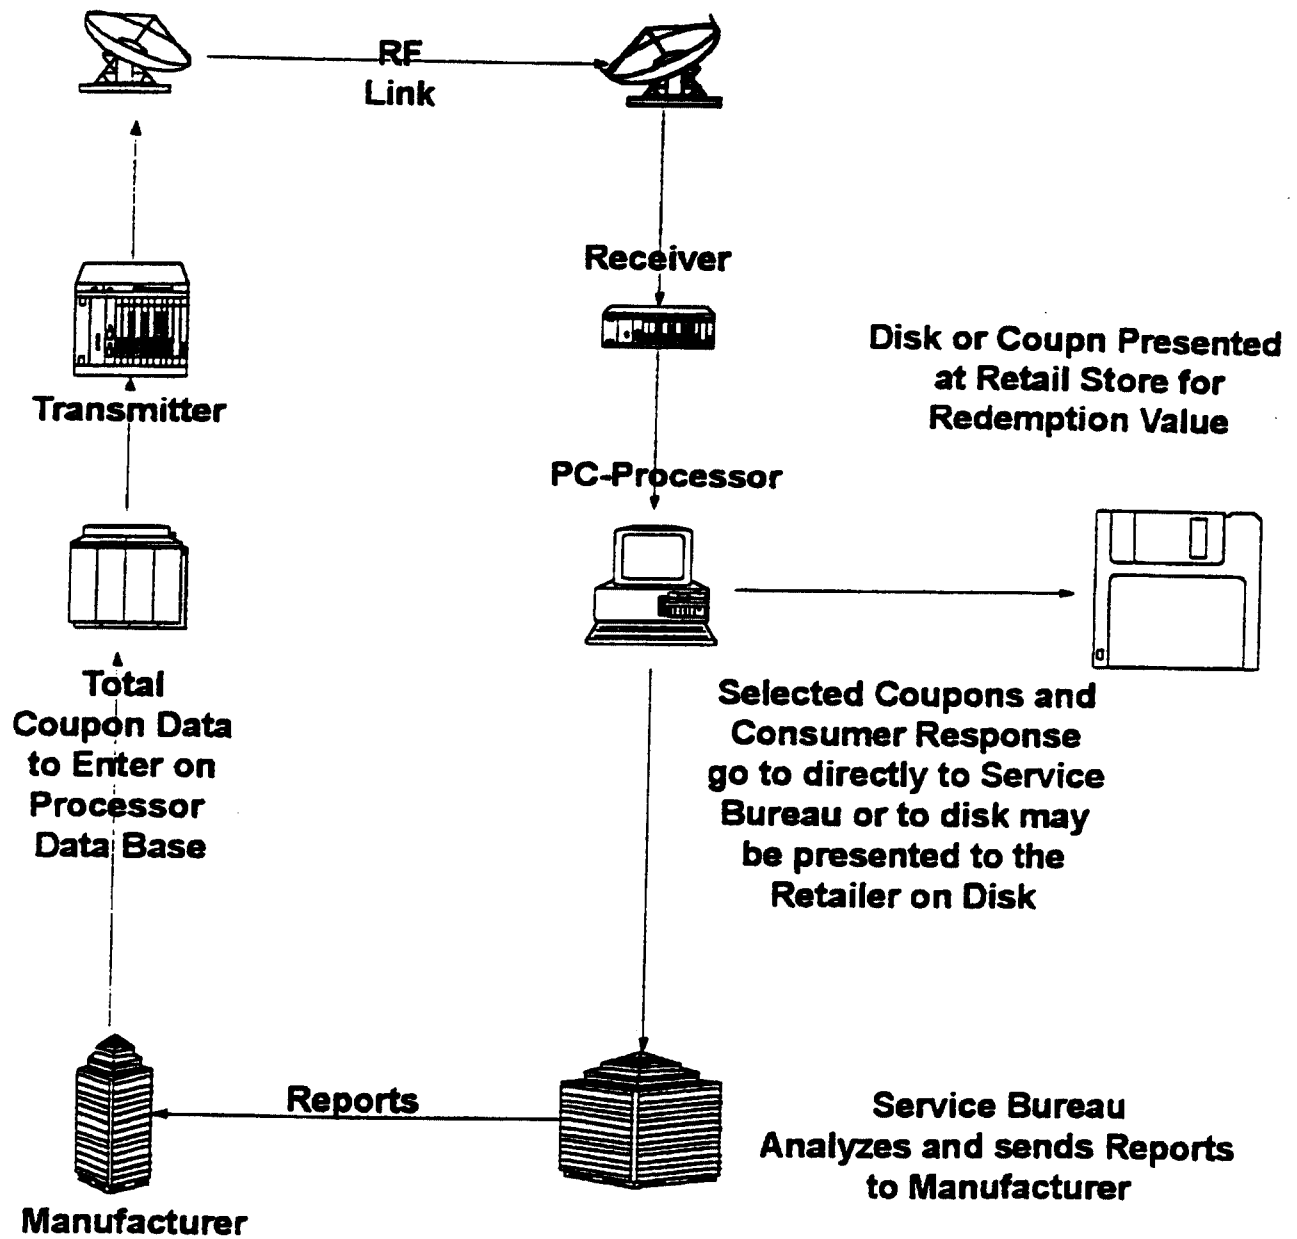 RF
Link
Receiver
Disk or Coupn Presented
at Retail Store for
Redemption Value
Transmitter
PC-Processor
Total
Coupon Data
to Enter on
Processor
Data Base
Selected Coupons and
Consumer Response
go to directly to Service
Bureau or to disk may
be presented to the
Retailer on Disk
Reports
Service Bureau
Analyzes and sends Reports
to Manufacturer
Manufacturer